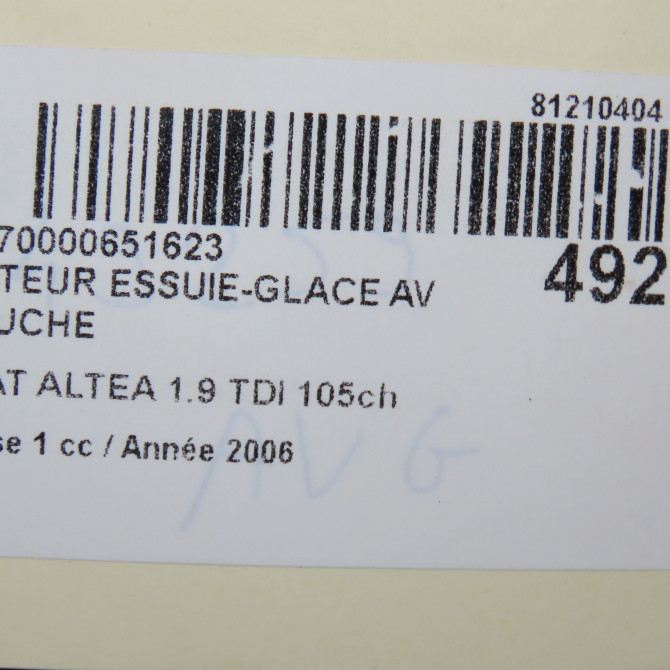 81210404
70000651623
492
TEUR ESSUIE-GLACE AV
UCHE
AT ALTEA 1.9 TDI 105ch
se 1 cc / Année 2006
AVG